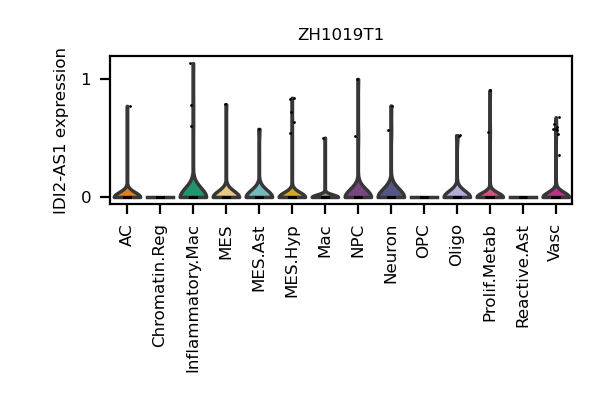 ZH1019T1
IDI2-AS1 expression
1
0
AC
Chromatin.Reg
Inflammatory.Mac
MES
MES.Ast
MES.Hyp
Mac
NPC
Neuron
OPC
Oligo
Prolif.Metab
Reactive.Ast
Vasc